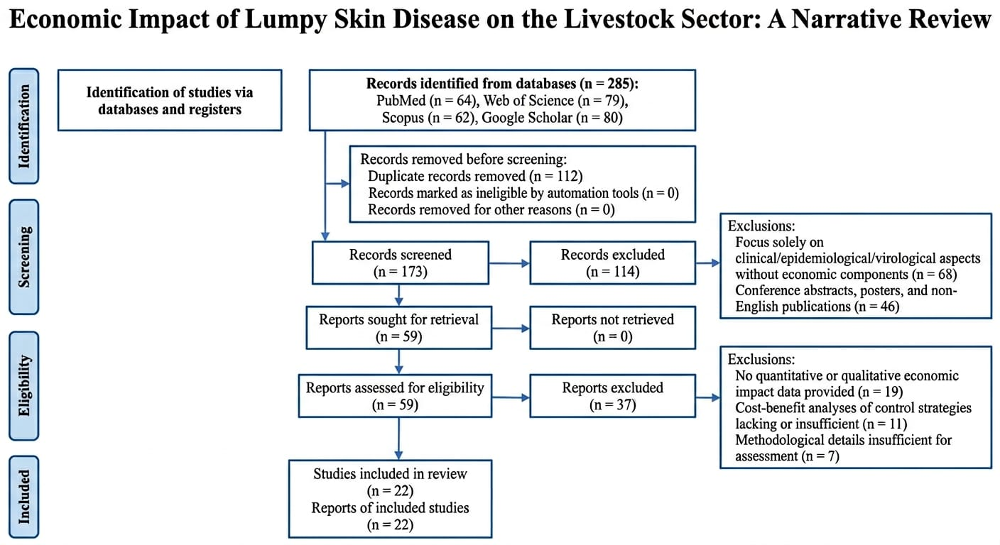 Economic Impact of Lumpy Skin Disease on the Livestock Sector: A Narrative Review
Identification
Identification of studies via
databases and registers
Records identified from databases (n = 285):
PubMed (n = 64), Web of Science (n = 79),
Scopus (n = 62), Google Scholar (n = 80)
Records removed before screening:
Duplicate records removed (n = 112)
Records marked as ineligible by automation tools (n = 0)
Records removed for other reasons (n = 0)
Screening
Records screened
(n = 173)
Records excluded
(n = 114)
Exclusions:
Focus solely on
clinical/epidemiological/virological aspects
without economic components (n = 68)
Conference abstracts, posters, and non-
English publications (n = 46)
Reports sought for retrieval
(n = 59)
Reports not retrieved
(n = 0)
Eligibility
Reports assessed for eligibility
(n = 59)
Reports excluded
(n = 37)
Exclusions:
No quantitative or qualitative economic
impact data provided (n = 19)
Cost-benefit analyses of control strategies
lacking or insufficient (n = 11)
Methodological details insufficient for
assessment (n = 7)
Included
Studies included in review
(n = 22)
Reports of included studies
(n = 22)